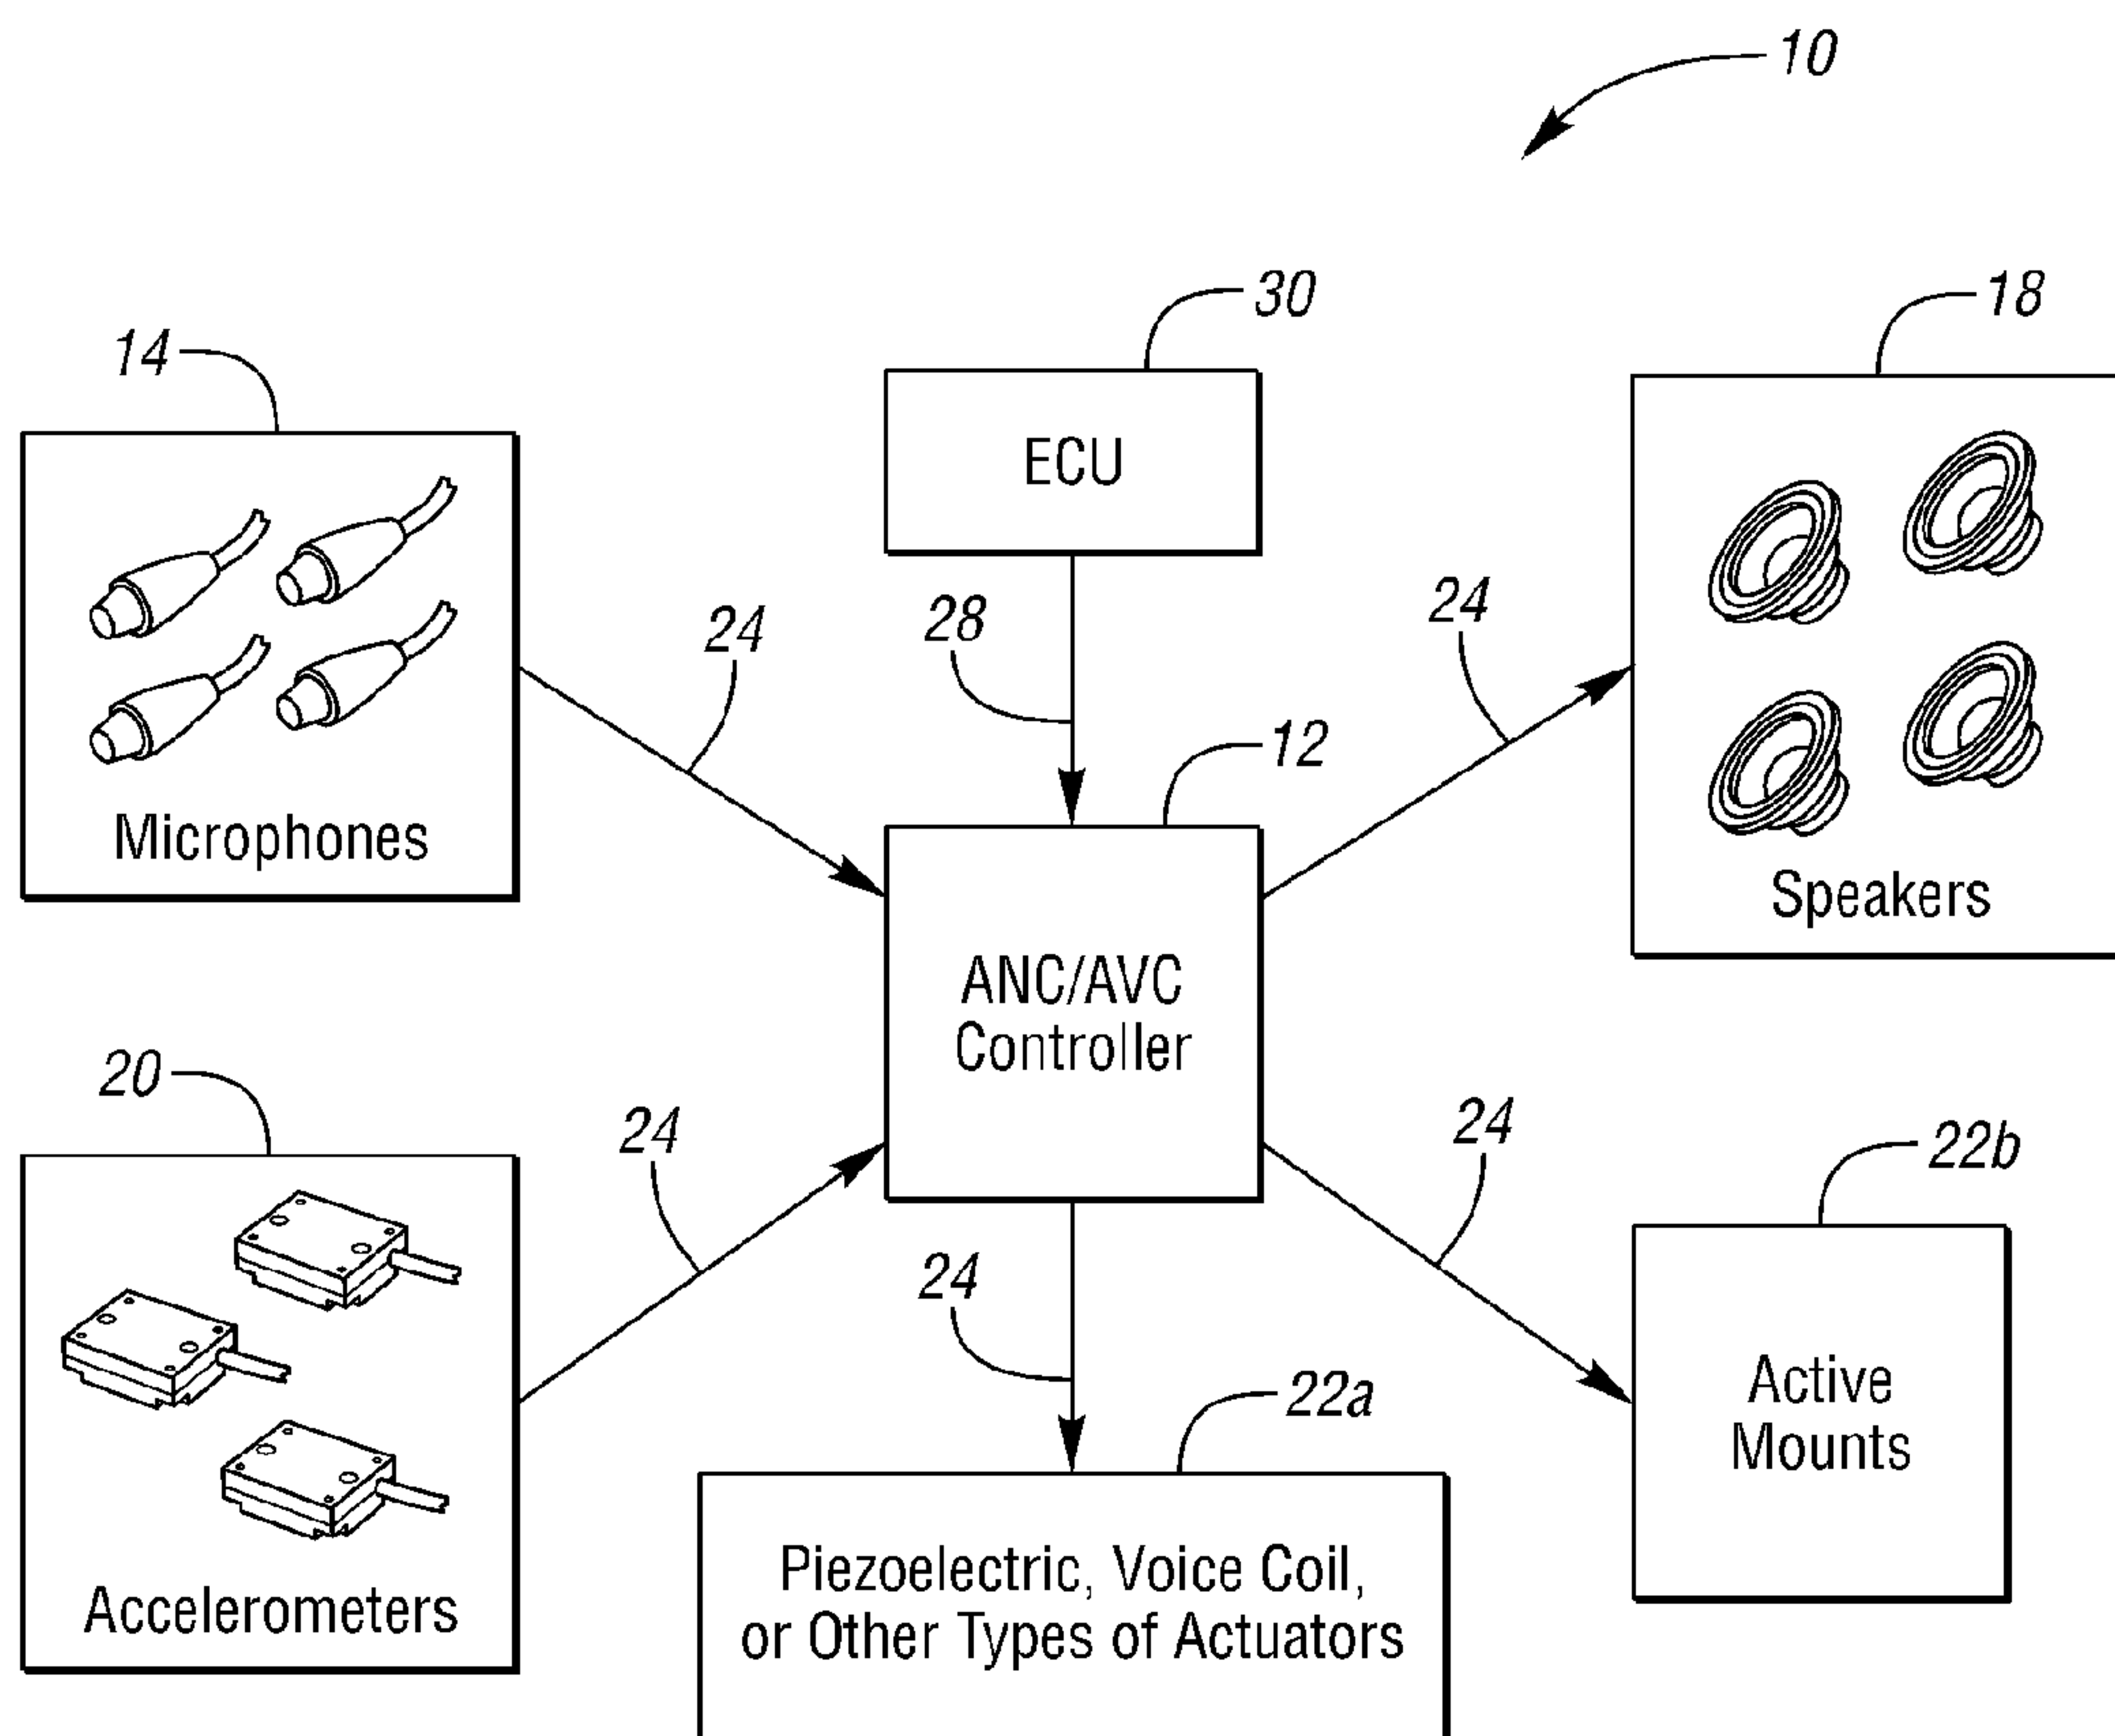 10
30
18
14
ECU
24
28
24
12
Microphones
Speakers
ANC/AVC
Controller
20
24
24
22b
24
22a
Active
Mounts
Accelerometers
Piezoelectric, Voice Coil,
or Other Types of Actuators